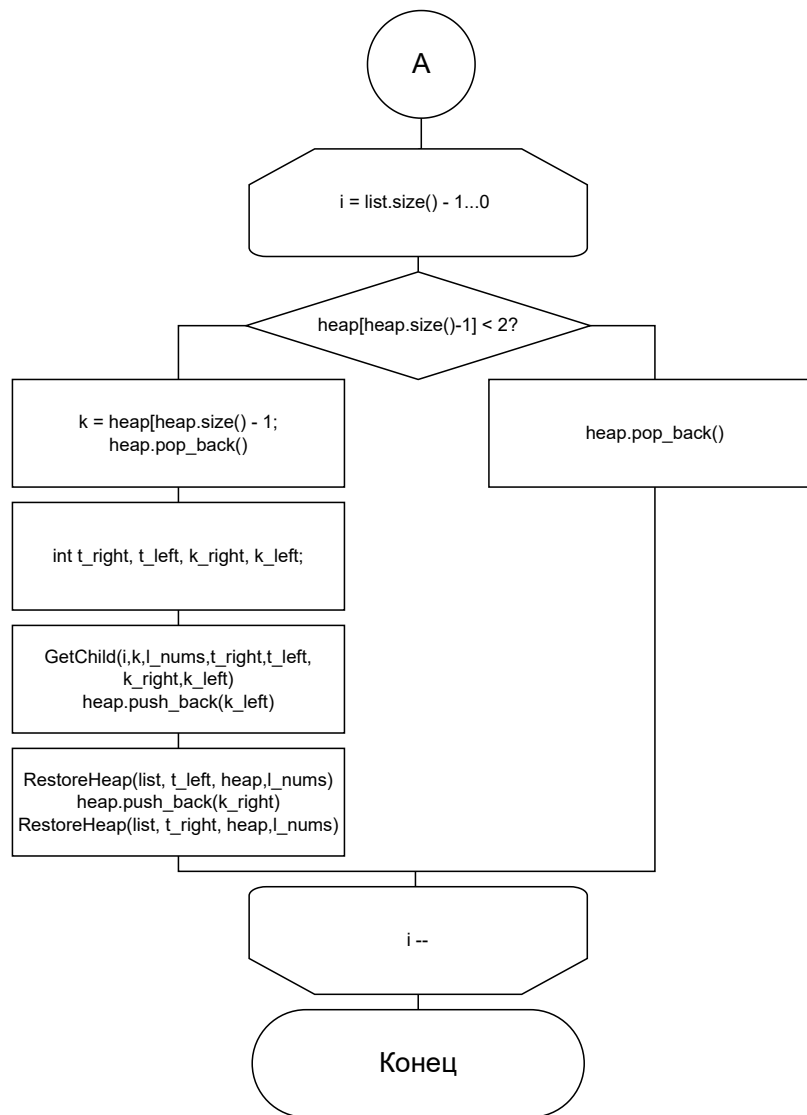 A
i = list.size() - 1...0
heap[heap.size()-1] < 2?
k = heap[heap.size() - 1;
heap.pop_back()
heap.pop_back()
int t_right, t_left, k_right, k_left;
GetChild(i,k,l_nums,t_right,t_left,
k_right,k_left)
heap.push_back(k_left)
RestoreHeap(list, t_left, heap,l_nums)
heap.push_back(k_right)
RestoreHeap(list, t_right, heap,l_nums)
i --
Конец